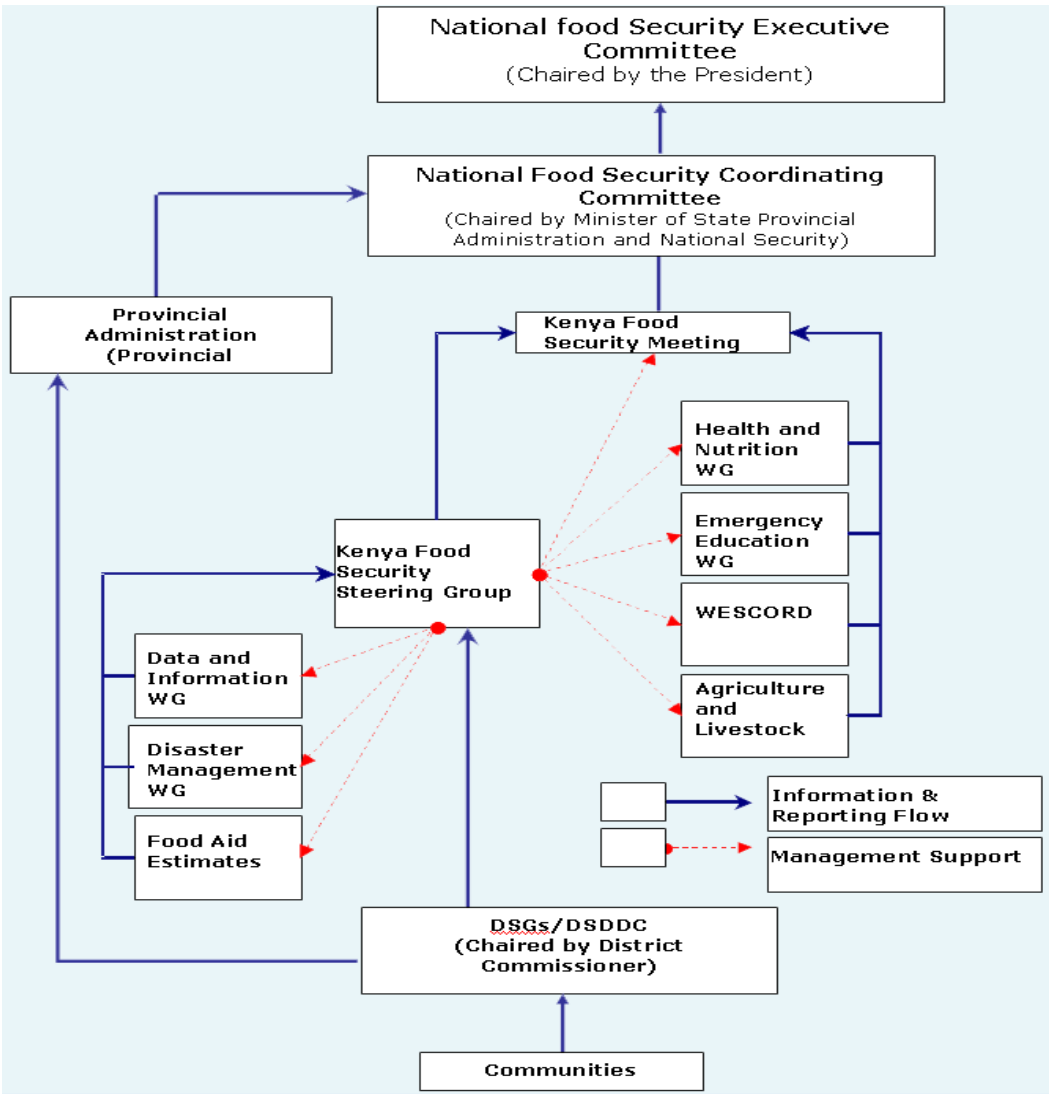 National food Security Executive
Committee
(Chaired by the President)
National Food Security Coordinating
Committee
(Chaired by Minister of State Provincial
Administration and National Security)
Provincial
Administration
(Provincial
Kenya Food
Security Meeting
Health and
Nutrition
WG
Emergency
Education
WG
Kenya Food
Security
Steering Group
WESCORD
Data and
Information
WG
Agriculture
and
Livestock
Disaster
Management
WG
Information &
Reporting Flow
Food Aid
Estimates
Management Support
DSGs/DSDDC
(Chaired by District
Commissioner)
Communities